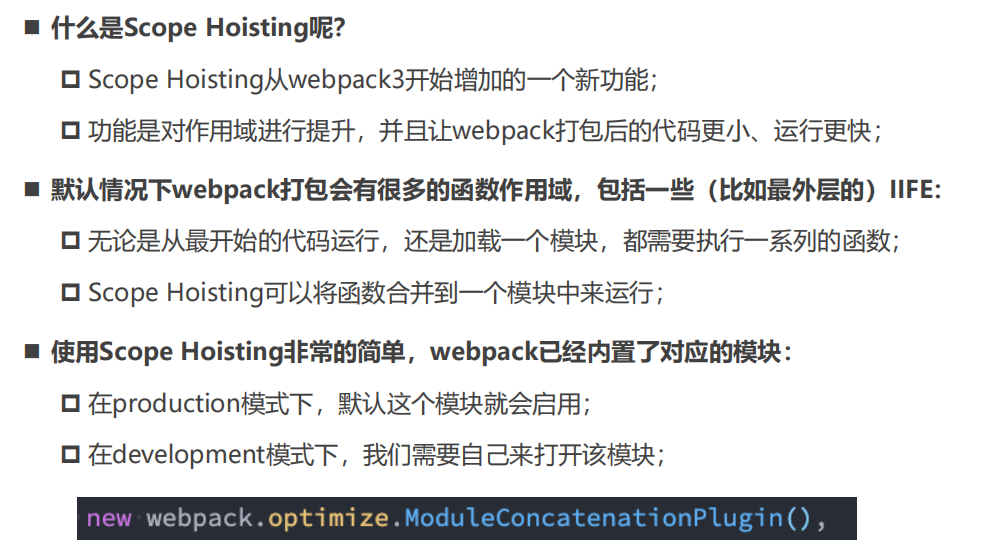 ■ 什么是Scope Hoisting呢？
Scope Hoisting从webpack3开始增加的一个新功能；
功能是对作用域进行提升，并且让webpack打包后的代码更小、运行更快；
■ 默认情况下webpack打包会有很多的函数作用域，包括一些（比如最外层的）IIFE：
无论是从最开始的代码运行，还是加载一个模块，都需要执行一系列的函数；
Scope Hoisting可以将函数合并到一个模块中来运行；
■ 使用Scope Hoisting非常的简单，webpack已经内置了对应的模块：
在production模式下，默认这个模块就会启用；
在development模式下，我们需要自己来打开该模块；
new webpack.optimize.ModuleConcatenationPlugin(),